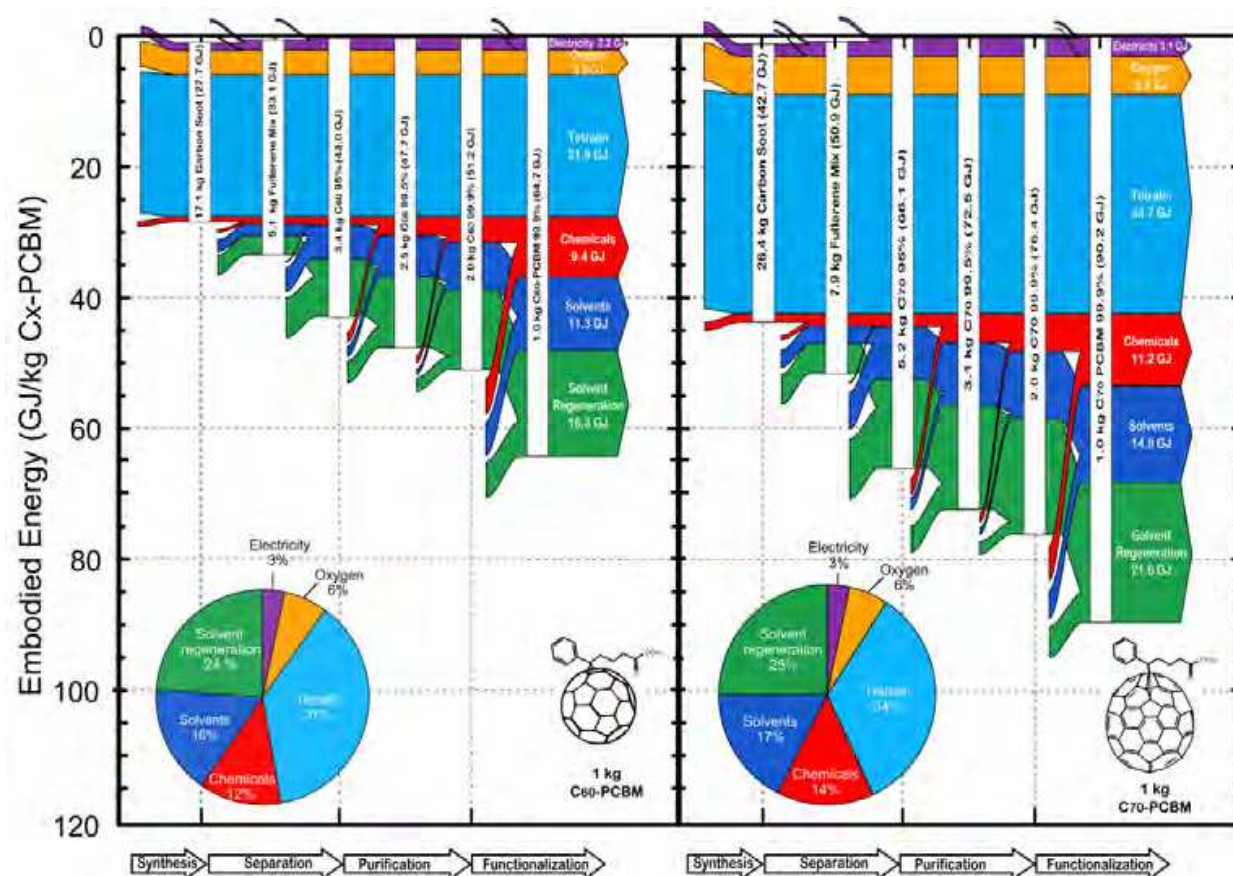 Embodied Energy (GJ/kg Cx-PCBM)
0
20
40
60
80
100
120
17.1 kg Carbon Soot (27.7 GJ)
5.1 kg Fullerene Mix (33.1 GJ)
3.4 kg C60 95% (43.0 GJ)
2.5 kg C60 99.5% (47.7 GJ)
2.0 kg C60 99.9% (51.2 GJ)
1.0 kg C60-PCBM 99.9% (64.7 GJ)
Electricity 2.2 GJ
Tetralin
21.9 GJ
Chemicals
9.4 GJ
Solvents
11.3 GJ
Solvent
Regeneration
16.3 GJ
Electricity
3%
Oxygen
6%
Solvent
regeneration
24 %
Solvents
16%
Chemicals
12%
1 kg
C60-PCBM
26.4 kg Carbon Soot (42.7 GJ)
7.9 kg Fullerene Mix (50.9 GJ)
5.2 kg C70 95% (66.1 GJ)
3.1 kg C70 (72.5 GJ)
2.0 kg C70 99.9% (76.4 GJ)
1.0 kg C70 PCBM 99.9% (90.2 GJ)
Electricity 3.1 GJ
Oxygen
Tetralin
Chemicals
11.2 GJ
Solvents
Solvent
Regeneration
21.6 GJ
Electricity
3%
Oxygen
6%
Solvent
regeneration
25%
Solvents
17%
Chemicals
14%
34%
1 kg
C70-PCBM
Synthesis
Separation
Purification
Functionalization
Synthesis
Separation
Purification
Functionalization